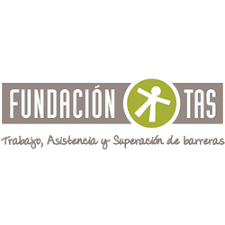 FUNDACIÓN TAS
Trabajo, Asistencia y Superación de barreras